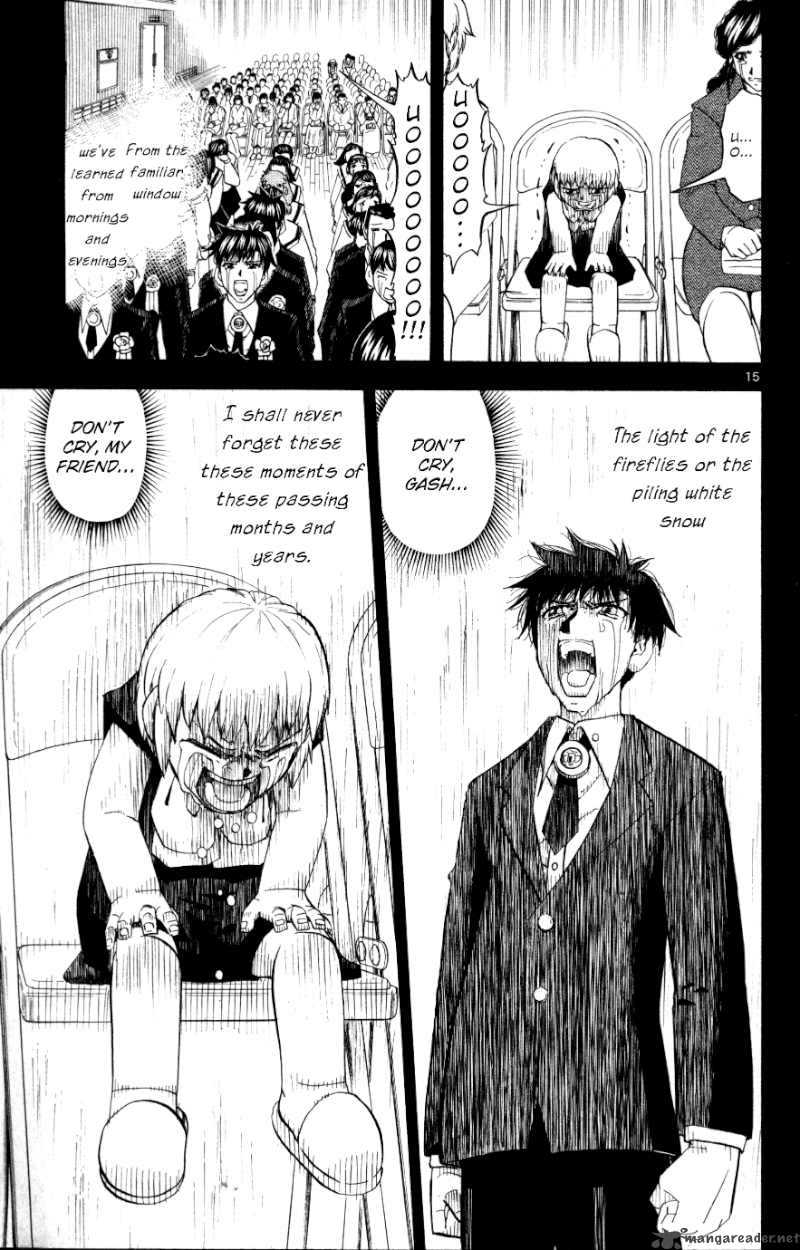 U...
O...
UOOOOOO...
UOOOOOOOOOO!!!
From the
familiar
window
we've
learned
from
mornings
and
evenings
15
The light of the
fireflies or the
piling white
snow
DON'T
CRY,
GASH...
I shall never
forget these
these moments of
these passing
months and
years.
DON'T
CRY, MY
FRIEND...
mangareader.net